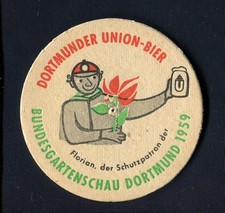 DORTMUNDER UNION-BIER
Florian, der Schutzpatron der
BUNDESGARTENSCHAU DORTMUND 1959